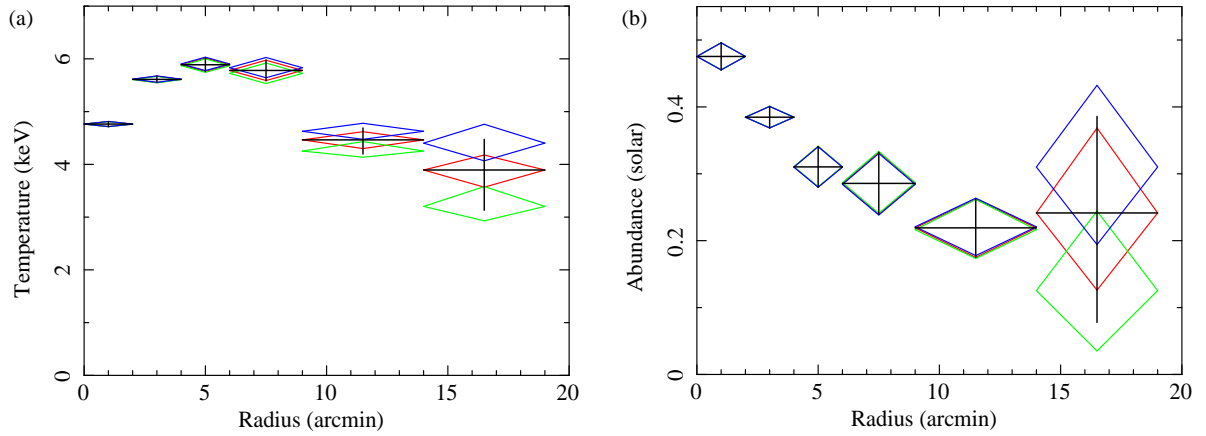 (a)
6
4
2
0
Temperature (keV)
0 5 10 15 20
Radius (arcmin)
(b)
0.4
0.2
0
Abundance (solar)
0 5 10 15 20
Radius (arcmin)